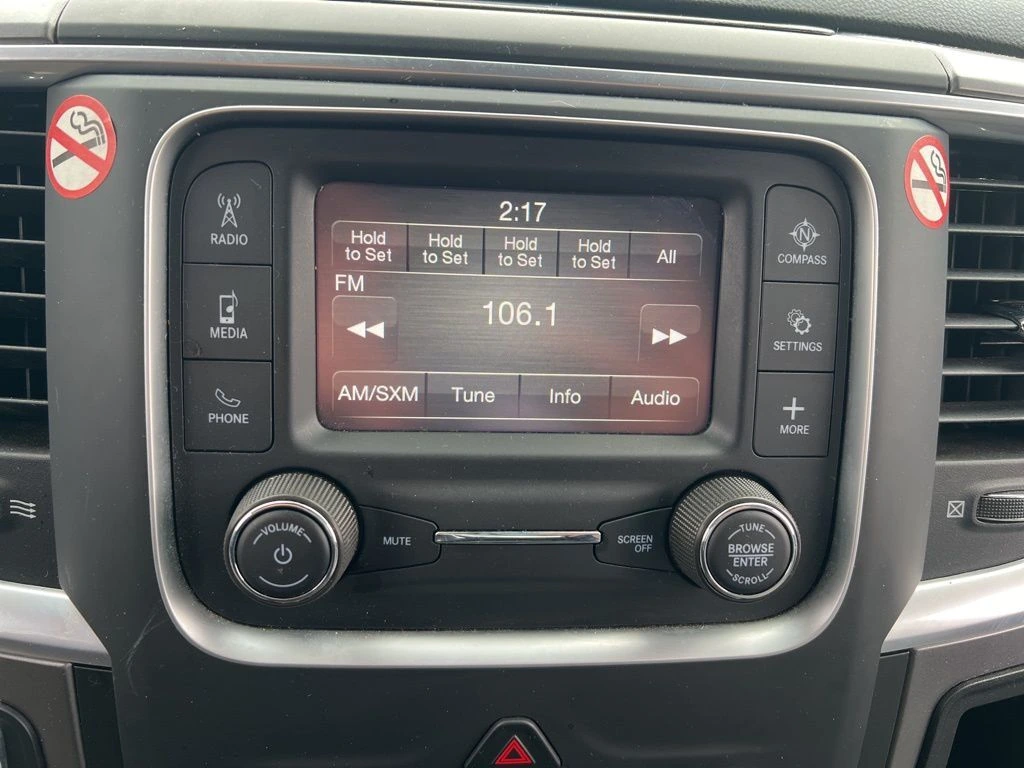 2:17
Hold to Set
Hold to Set
Hold to Set
Hold to Set
All
FM
106.1
AM/SXM
Tune
Info
Audio
RADIO
MEDIA
PHONE
N
COMPASS
SETTINGS
MORE
VOLUME
MUTE
SCREEN
OFF
TUNE
BROWSE
ENTER
SCROLL